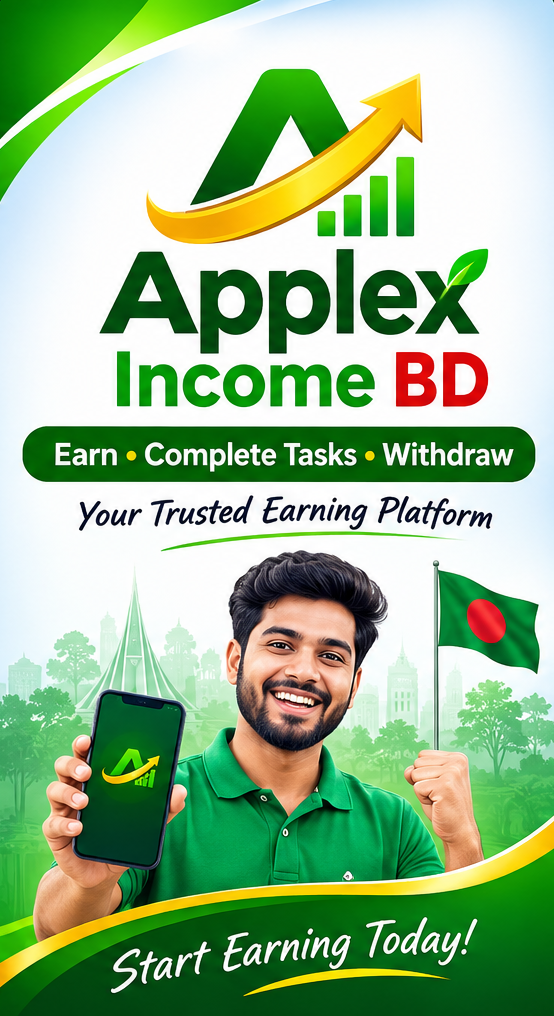 Applex
Income BD
Earn • Complete Tasks • Withdraw
Your Trusted Earning Platform
Start Earning Today!